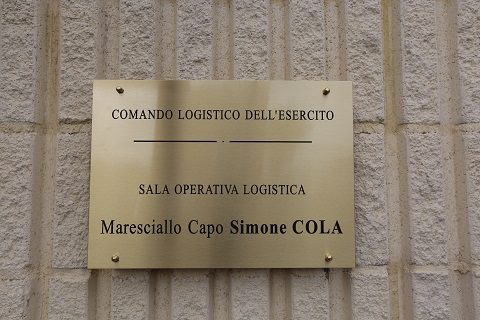 COMANDO LOGISTICO DELL'ESERCITO
SALA OPERATIVA LOGISTICA
Maresciallo Capo Simone COLA